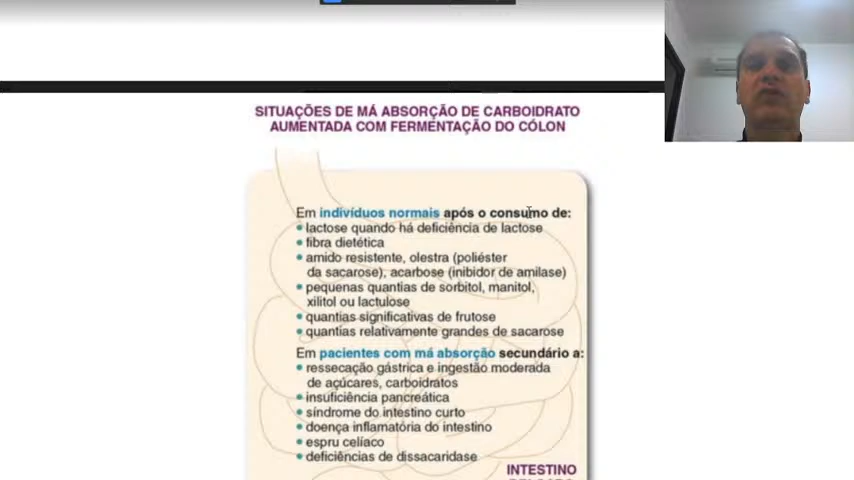 SITUAÇÕES DE MÁ ABSORÇÃO DE CARBOIDRATO
AUMENTADA COM FERMENTAÇÃO DO CÓLON
Em indivíduos normais após o consumo de:
• lactose quando há deficiência de lactose
• fibra dietética
• amido resistente, olestra (poliéster
da sacarose), acarbose (inibidor de amilase)
• pequenas quantias de sorbitol, manitol,
xilitol ou lactulose
• quantias significativas de frutose
• quantias relativamente grandes de sacarose
Em pacientes com má absorção secundário a:
• ressecação gástrica e ingestão moderada
de açúcares, carboidratos
• insuficiência pancreática
• síndrome do intestino curto
• doença inflamatória do intestino
• espru celíaco
• deficiências de dissacaridase
INTESTINO